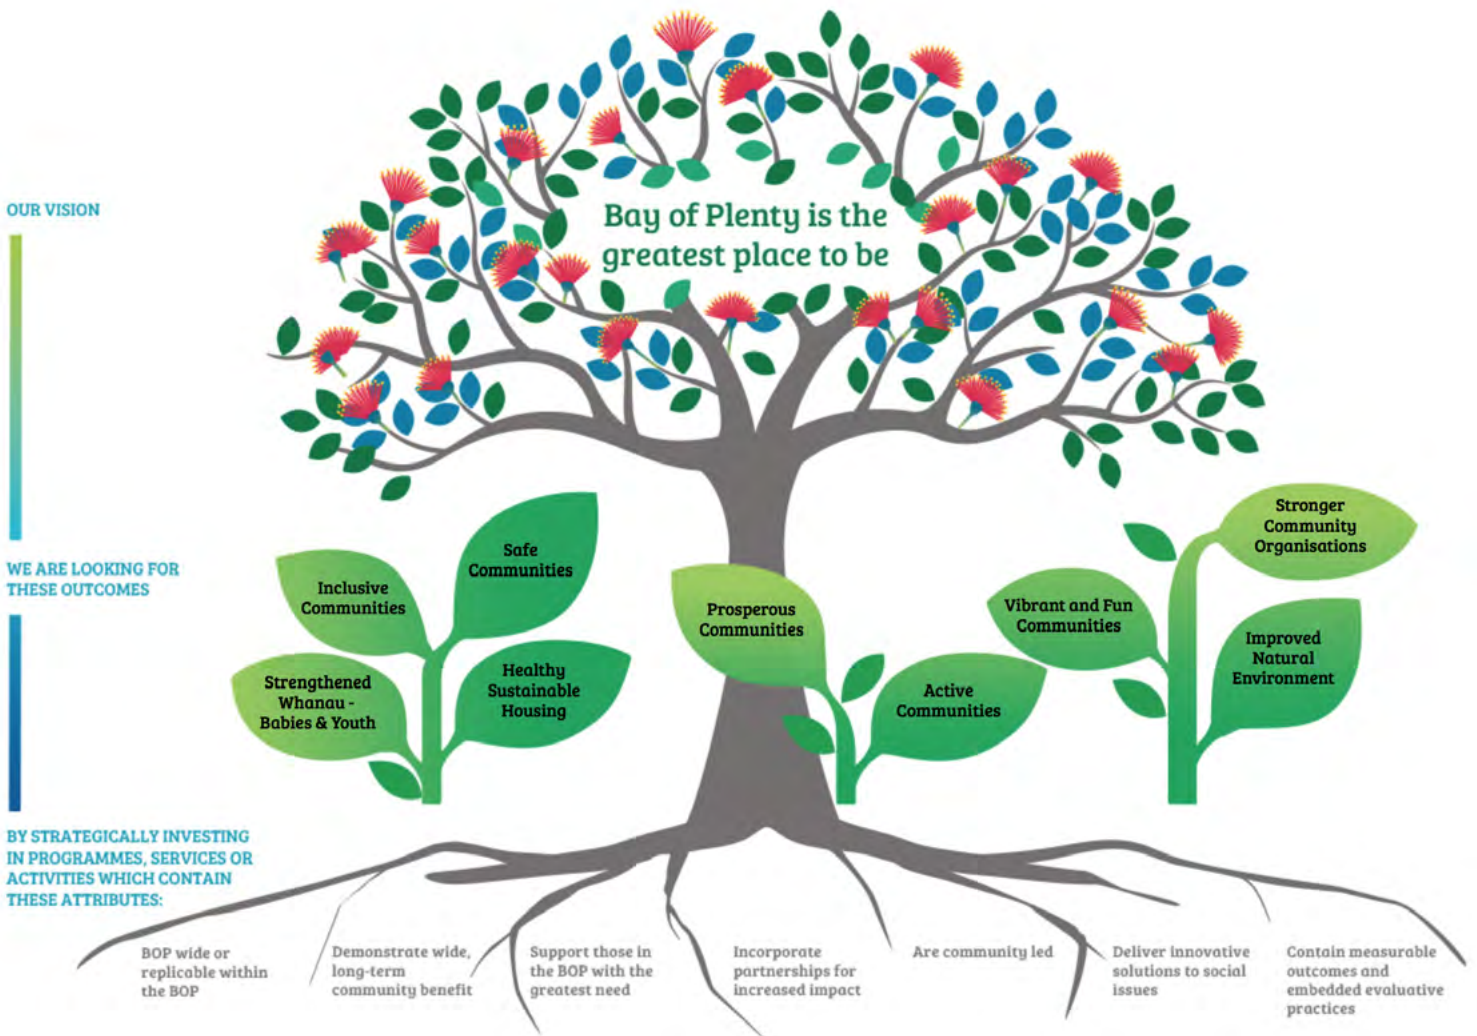 Bay of Plenty is the
greatest place to be
OUR VISION
WE ARE LOOKING FOR
THESE OUTCOMES
Inclusive
Communities
Safe
Communities
Strengthened
Whanau -
Babies & Youth
Healthy
Sustainable
Housing
Prosperous
Communities
Active
Communities
Vibrant and Fun
Communities
Stronger
Community
Organisations
Improved
Natural
Environment
BY STRATEGICALLY INVESTING
IN PROGRAMMES, SERVICES OR
ACTIVITIES WHICH CONTAIN
THESE ATTRIBUTES:
BOP wide or
replicable within
the BOP
Demonstrate wide,
long-term
community benefit
Support those in
the BOP with the
greatest need
Incorporate
partnerships for
increased impact
Are community led
Deliver innovative
solutions to social
issues
Contain measurable
outcomes and
embedded evaluative
practices